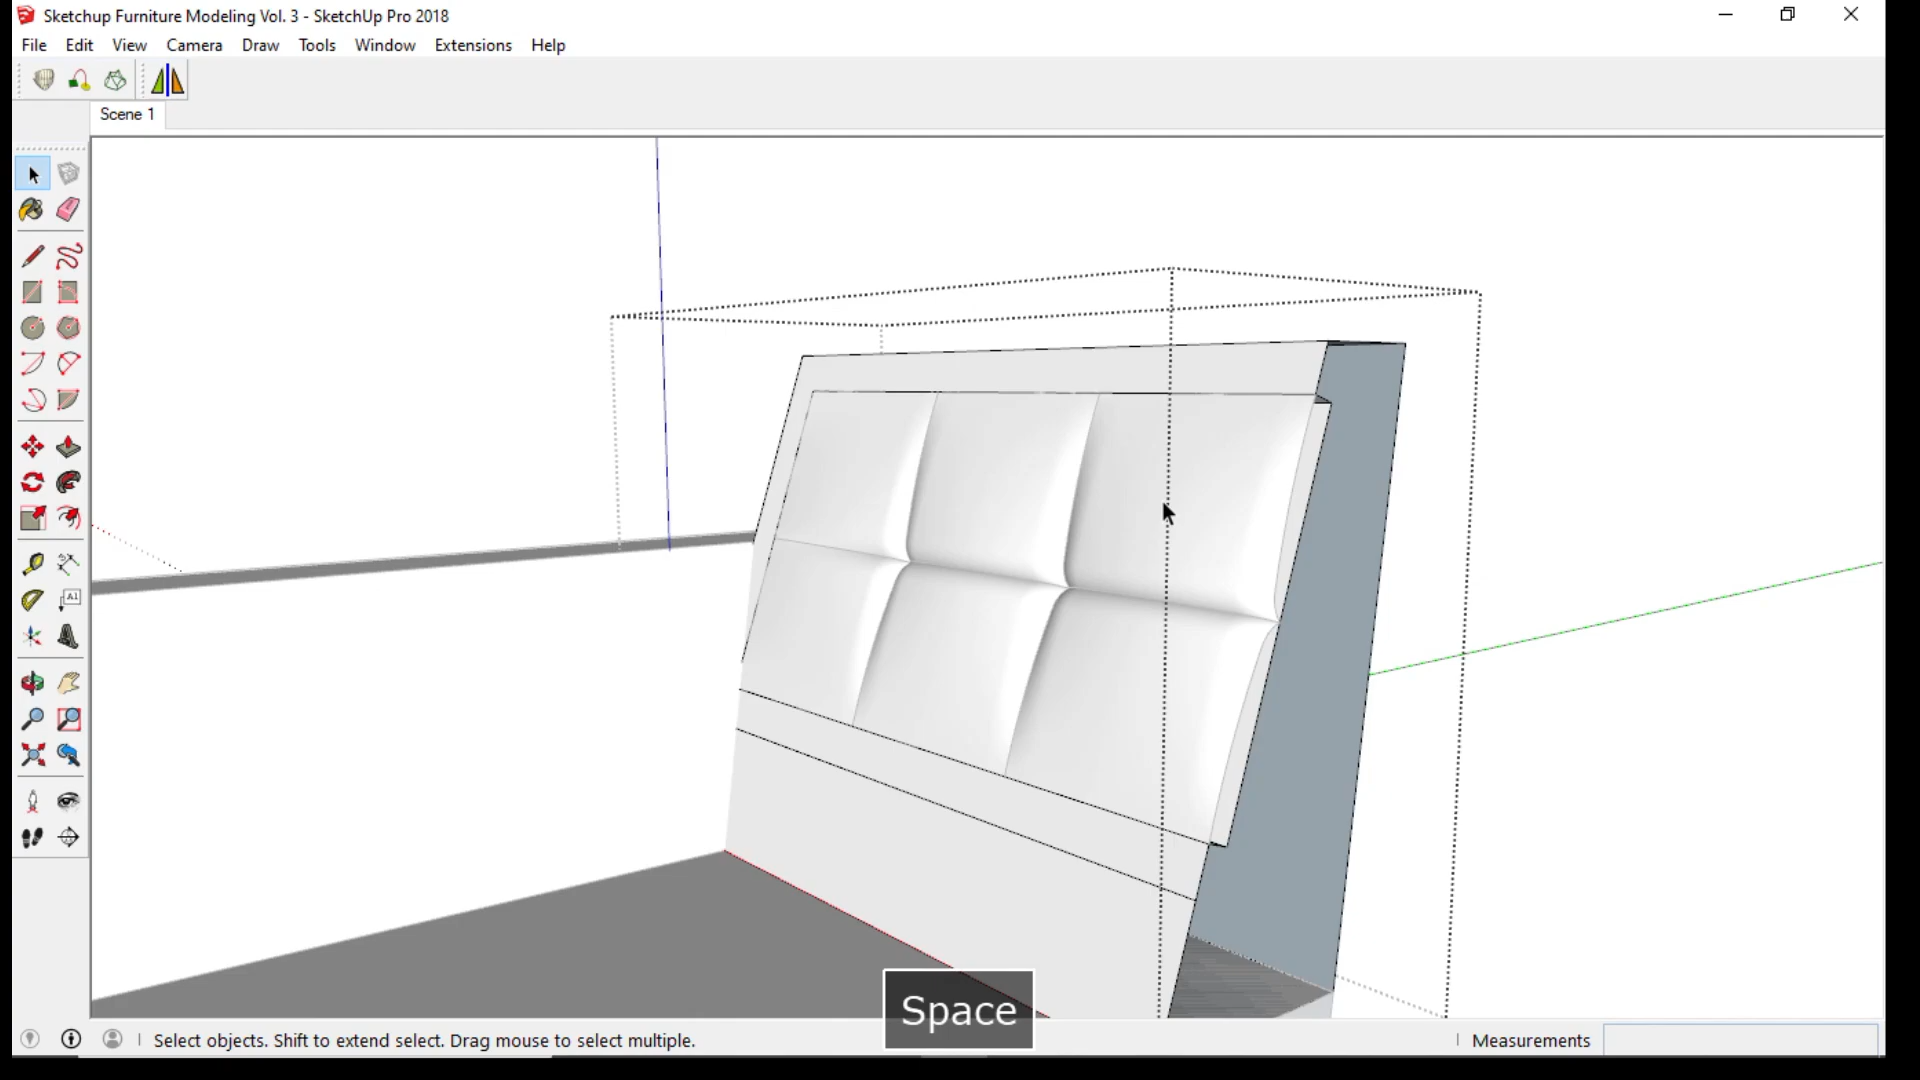 Sketchup Furniture Modeling Vol. 3 - SketchUp Pro 2018
File Edit View Camera Draw Tools Window Extensions Help
Scene 1
A1
Space
Select objects. Shift to extend select. Drag mouse to select multiple.
Measurements